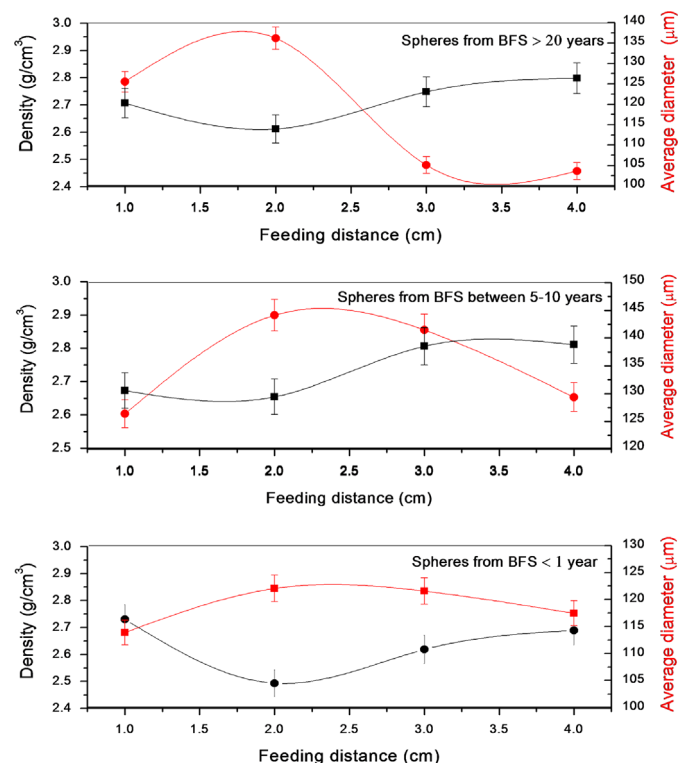 Spheres from BFS > 20 years
Density (g/cm³)
3.0
2.9
2.8
2.7
2.6
2.5
2.4
140
135
130
125
120
115
110
105
100
Average diameter (μm)
1.0 1.5 2.0 2.5 3.0 3.5 4.0
Feeding distance (cm)
Spheres from BFS between 5-10 years
Density (g/cm³)
3.0
2.9
2.8
2.7
2.6
2.5
150
145
140
135
130
125
120
Average diameter (μm)
1.0 1.5 2.0 2.5 3.0 3.5 4.0
Feeding distance (cm)
Spheres from BFS < 1 year
Density (g/cm³)
3.0
2.9
2.8
2.7
2.6
2.5
2.4
130
125
120
115
110
105
100
Average diameter (μm)
1.0 1.5 2.0 2.5 3.0 3.5 4.0
Feeding distance (cm)